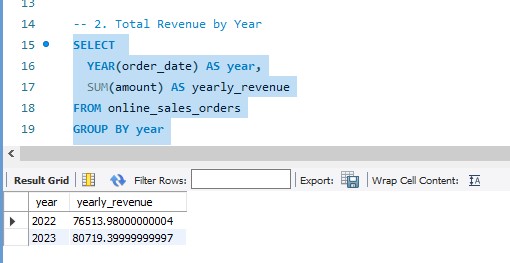 13
14 -- 2. Total Revenue by Year
15 SELECT
16 YEAR(order_date) AS year,
17 SUM(amount) AS yearly_revenue
18 FROM online_sales_orders
19 GROUP BY year
Result Grid Filter Rows: Export: Wrap Cell Content: IA
year yearly_revenue
2022 76513.98000000004
2023 80719.39999999997